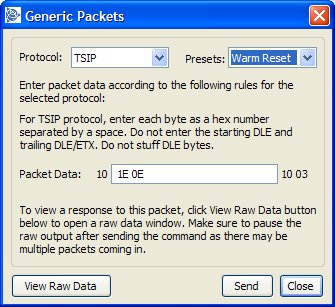 Generic Packets
Protocol: TSIP Presets: Warm Reset
Enter packet data according to the following rules for the
selected protocol:
For TSIP protocol, enter each byte as a hex number
separated by a space. Do not enter the starting DLE and
trailing DLE/ETX. Do not stuff DLE bytes.
Packet Data: 10 1E 0E 10 03
To view a response to this packet, click View Raw Data button
below to open a raw data window. Make sure to pause the
raw output after sending the command as there may be
multiple packets coming in.
View Raw Data Send Close